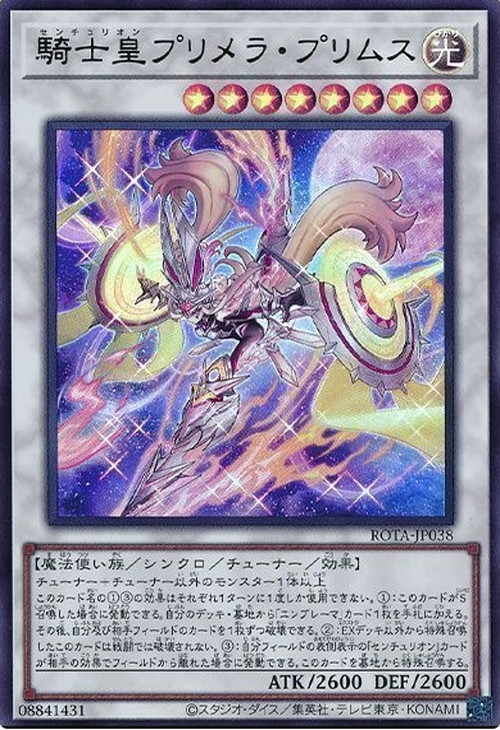 センチュリオン
騎士皇プリメラ・プリムス
ひかり
光
ROTA-JP038
【魔法使い族/シンクロ/チューナー/効果】
チューナー+チューナー以外のモンスター1体以上
このカード名の①③の効果はそれぞれ1ターンに1度しか使用できない。①:このカードがS
召喚した場合に発動できる。自分のデッキ・墓地から「エンブレーマ」カード1枚を手札に加える。
その後、自分及び相手フィールドのカードを1枚ずつ破壊できる。②:EXデッキ以外から特殊召喚
したこのカードは戦闘では破壊されない。③:自分フィールドの表側表示の「センチュリオン」カード
が相手の効果でフィールドから離れた場合に発動できる。このカードを墓地から特殊召喚する。
ATK/2600 DEF/2600
08841431 ©スタジオ・ダイス/集英社・テレビ東京・KONAMI